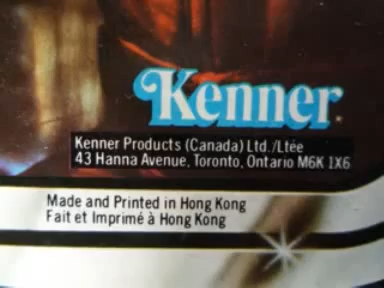 Kenner
Kenner Products (Canada) Ltd./Ltée
43 Hanna Avenue, Toronto, Ontario M6K 1X6
Made and Printed in Hong Kong
Fait et Imprimé à Hong Kong